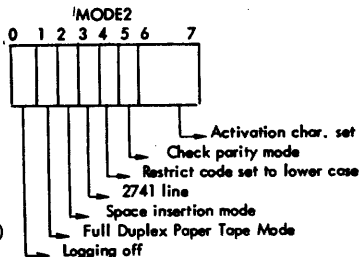 MODE2
0 1 2 3 4 5 6 7
Activation char. set
Check parity mode
Restrict code set to lower case
2741 line
Space insertion mode
Full Duplex Paper Tape Mode
)
Logging off